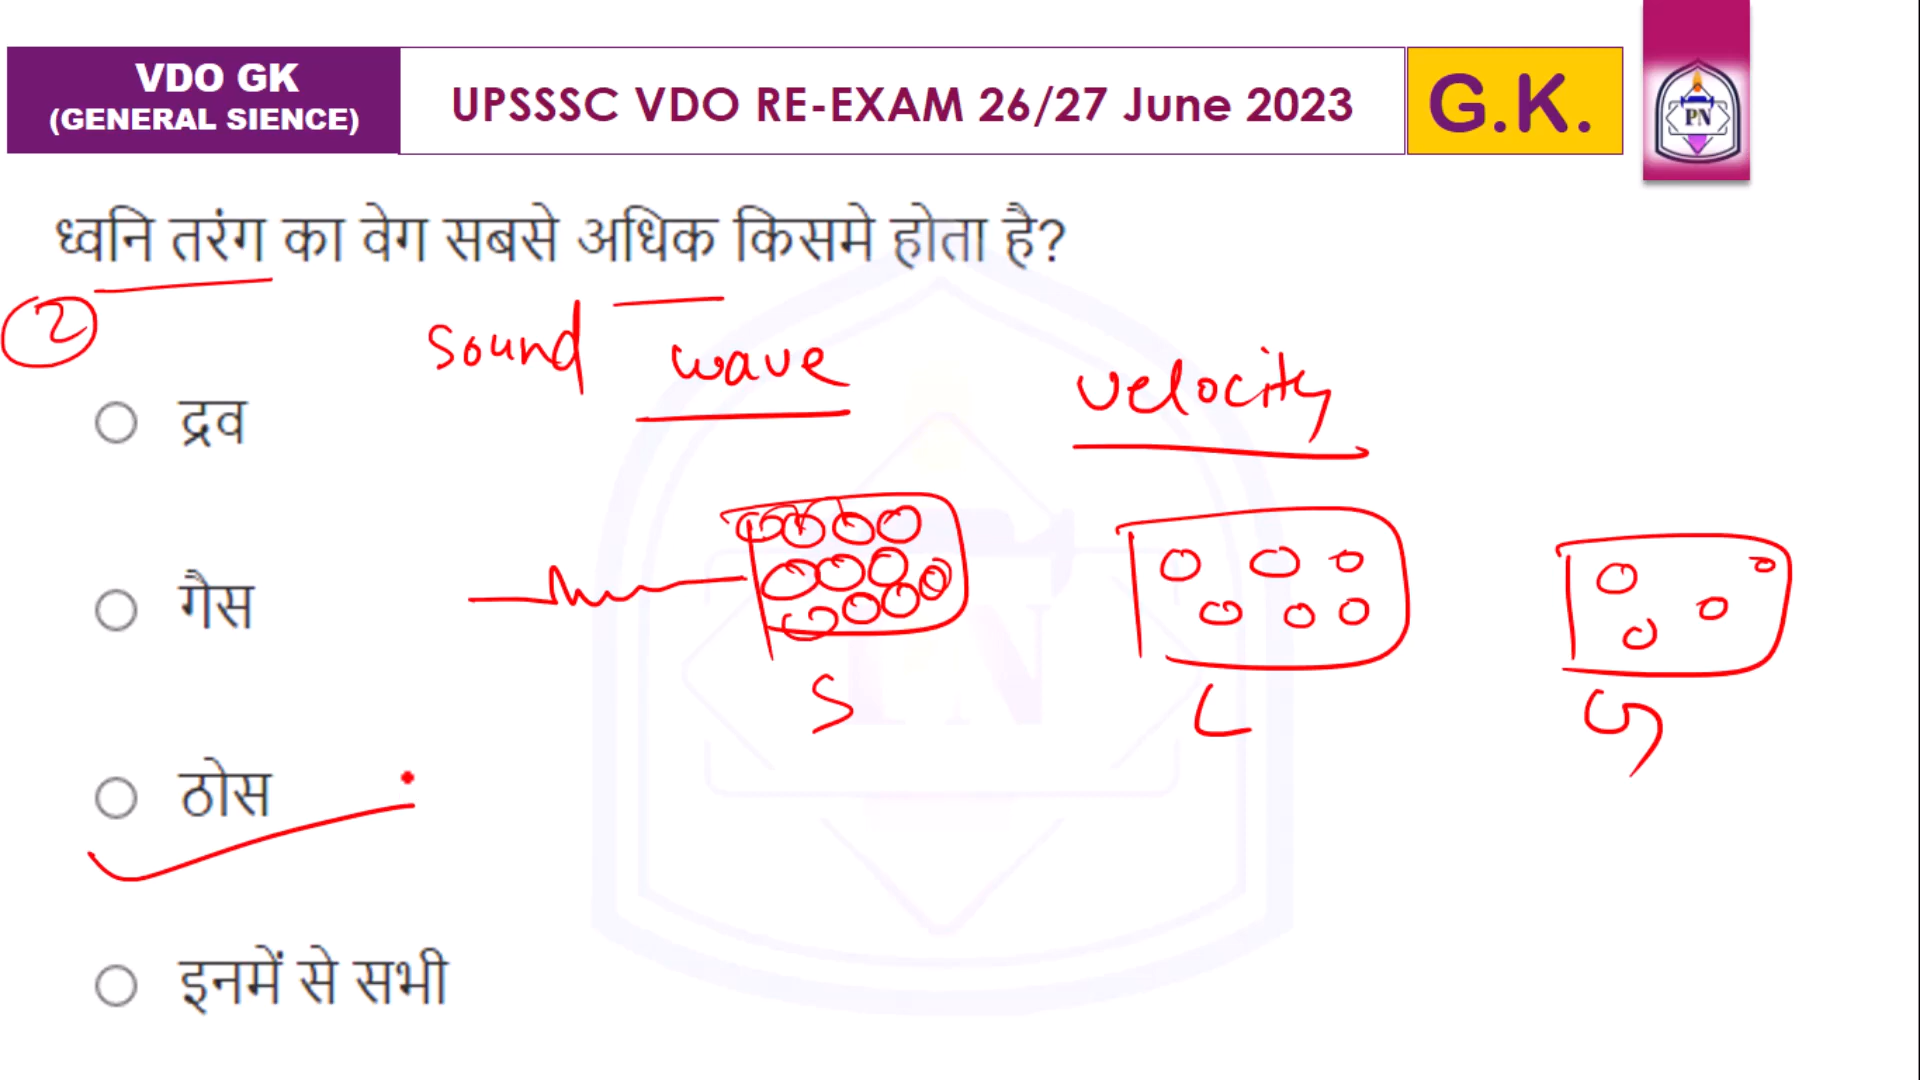 VDO GK
(GENERAL SIENCE)
UPSSSC VDO RE-EXAM 26/27 June 2023
G.K.
PN
ध्वनि तरंग का वेग सबसे अधिक किसमे होता है?
2
sound wave velocity
द्रव
गैस
S L G
ठोस
इनमें से सभी
PN